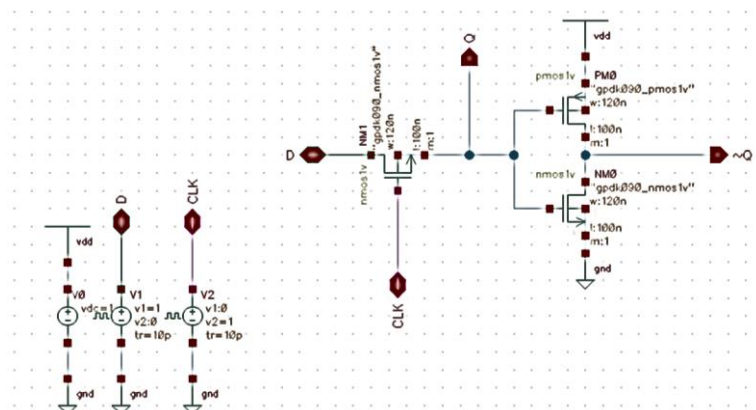 vdd
Q
pmos1v
PM0
"gpdk090_pmos1v"
w:120n
l:100n
m:1
NM1
"gpdk090_nmos1v"
w:120n
l:100n
m:1
nmos1v
D
~Q
nmos1v
NM0
"gpdk090_nmos1v"
w:120n
l:100n
m:1
gnd
CLK
D
CLK
vdd
V0
vdc=1
V1
v1=1
v2:0
tr=10p
V2
v1:0
v2=1
tr=10p
gnd
gnd
gnd